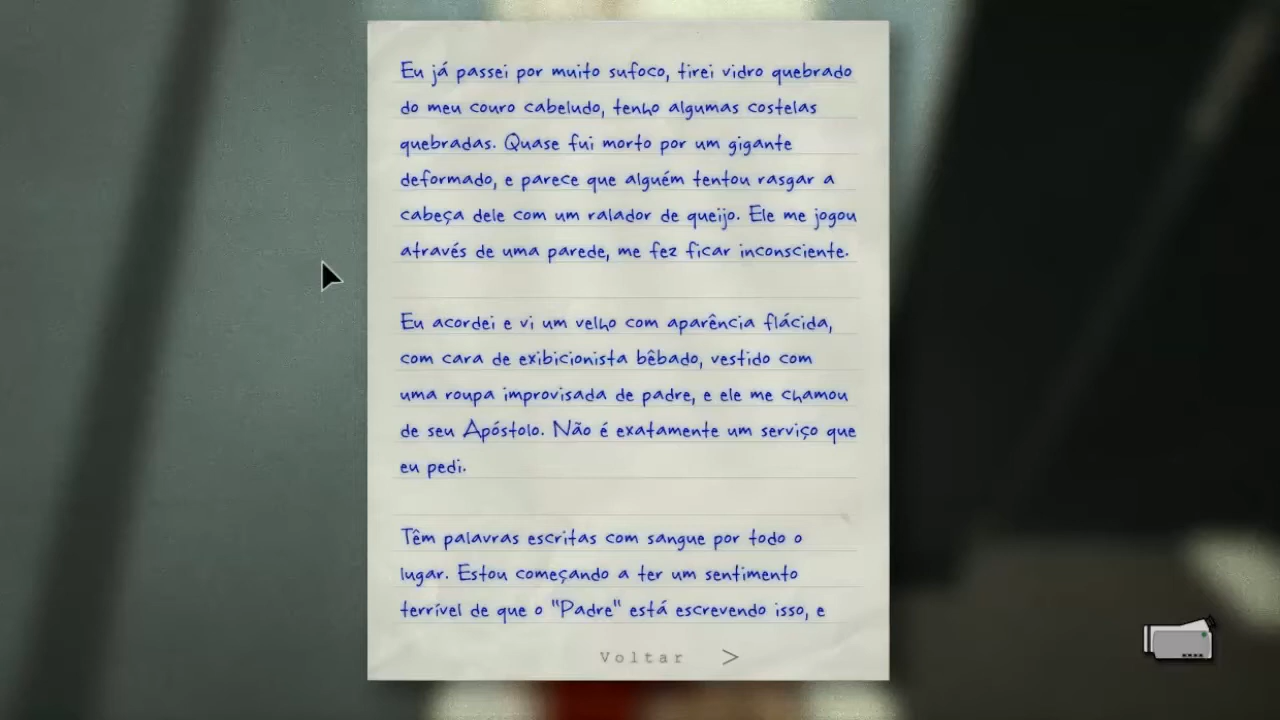 Eu já passei por muito sufoco, tirei vidro quebrado
do meu couro cabeludo, tenho algumas costelas
quebradas. Quase fui morto por um gigante
deformado, e parece que alguém tentou rasgar a
cabeça dele com um ralador de queijo. Ele me jogou
através de uma parede, me fez ficar inconsciente.
Eu acordei e vi um velho com aparência flácida,
com cara de exibicionista bêbado, vestido com
uma roupa improvisada de padre, e ele me chamou
de seu Apóstolo. Não é exatamente um serviço que
eu pedi.
Têm palavras escritas com sangue por todo o
lugar. Estou começando a ter um sentimento
terrível de que o "Padre" está escrevendo isso, e
Voltar >